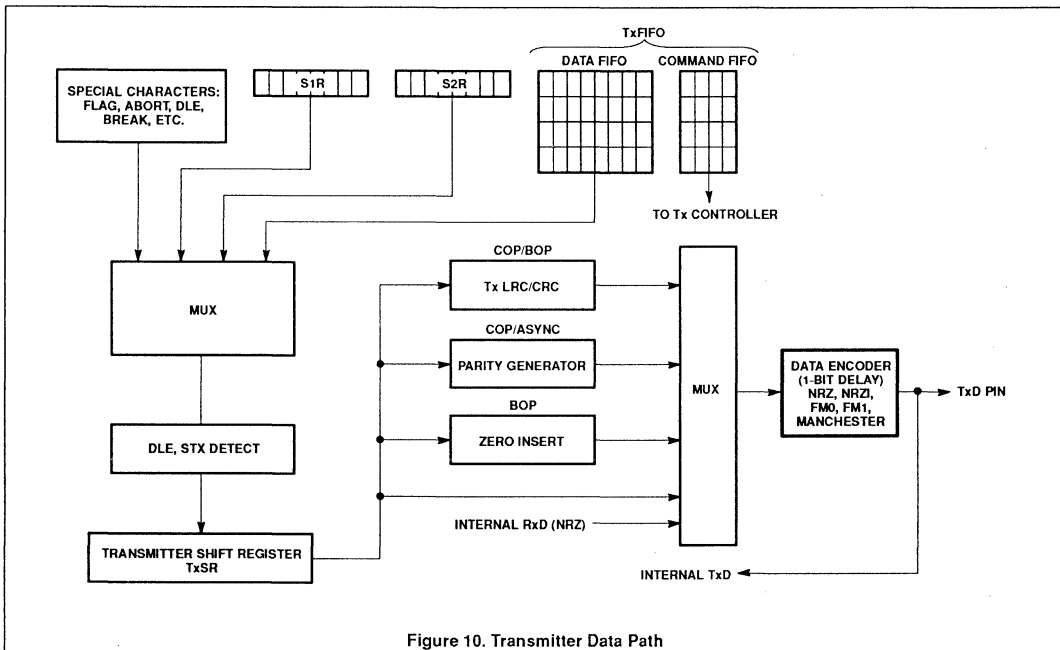 TxFIFO
DATA FIFO
COMMAND FIFO
SPECIAL CHARACTERS:
FLAG, ABORT, DLE,
BREAK, ETC.
S1R
S2R
TO Tx CONTROLLER
MUX
COP/BOP
Tx LRC/CRC
COP/ASYNC
PARITY GENERATOR
BOP
ZERO INSERT
MUX
DATA ENCODER
(1-BIT DELAY)
NRZ, NRZI,
FM0, FM1,
MANCHESTER
TxD PIN
DLE, STX DETECT
INTERNAL RxD (NRZ)
TRANSMITTER SHIFT REGISTER
TxSR
INTERNAL TxD
Figure 10. Transmitter Data Path